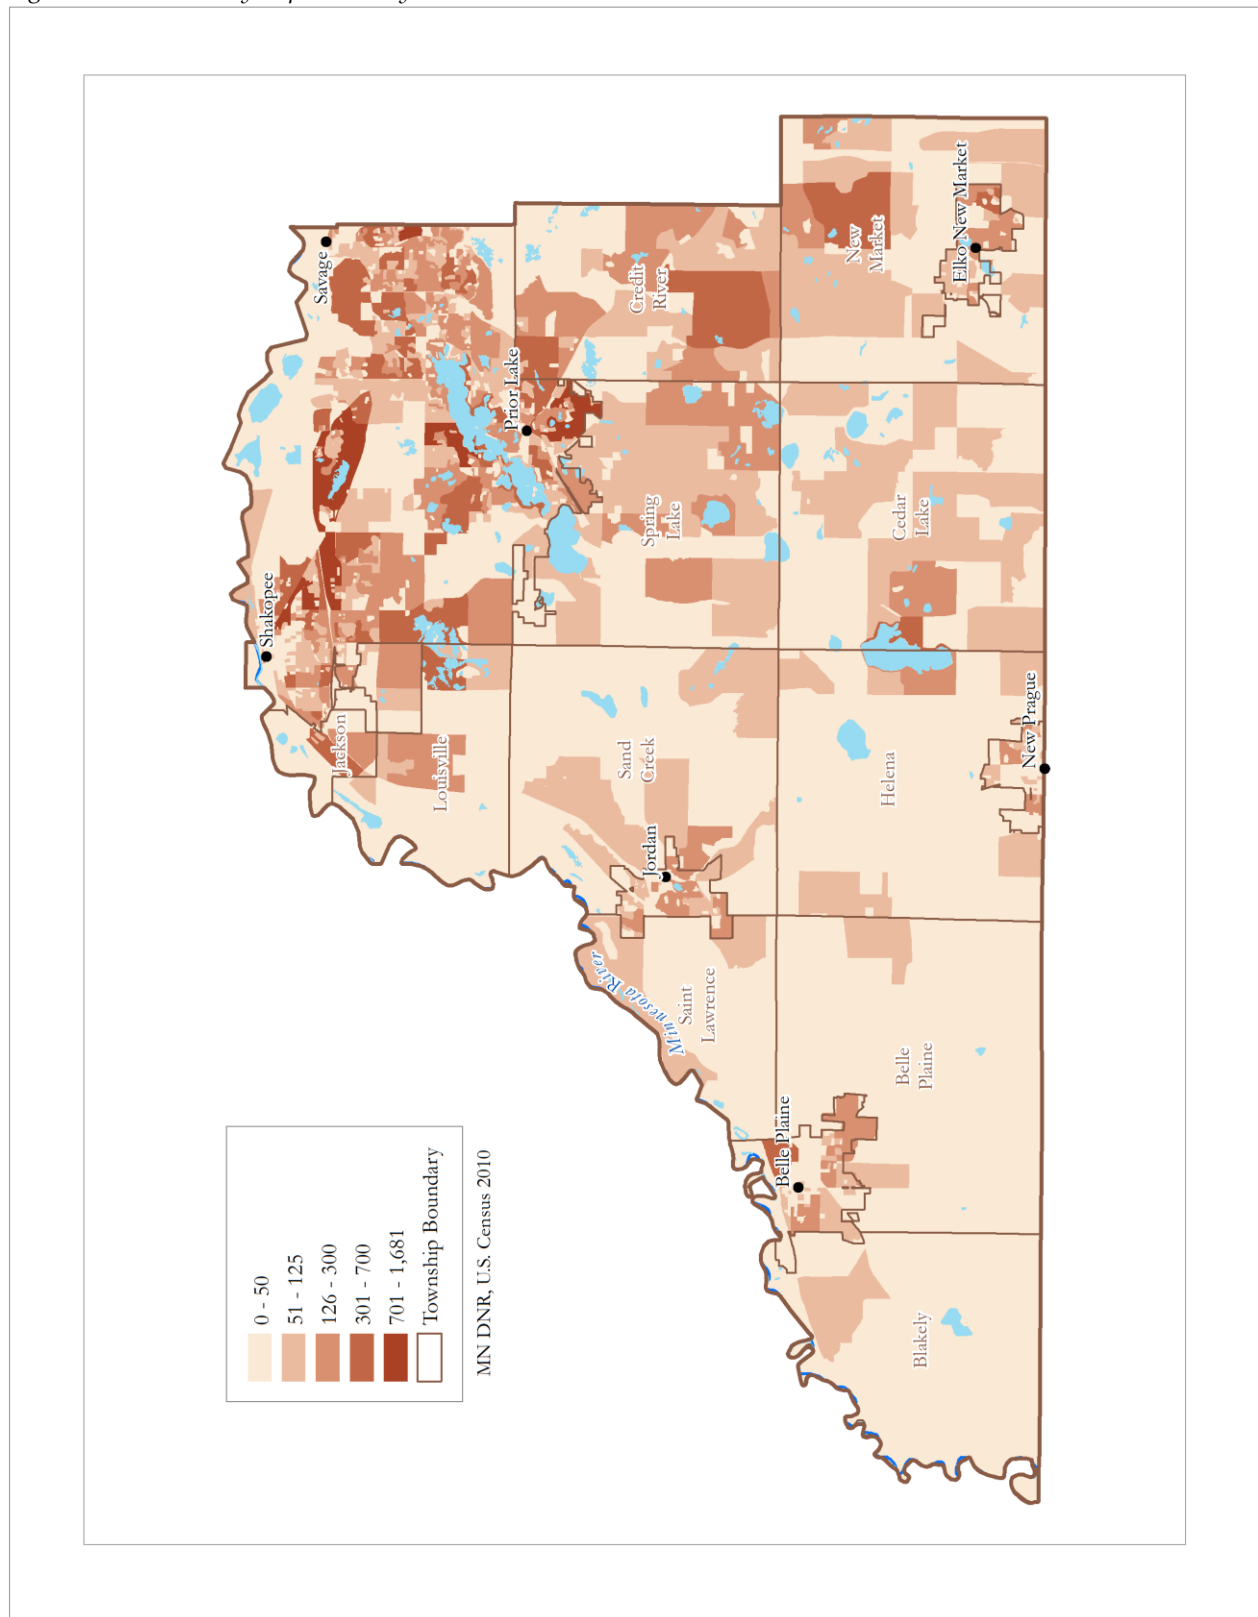 0 - 50
51 - 125
126 - 300
301 - 700
701 - 1,681
Township Boundary
MN DNR, U.S. Census 2010
Savage
Shakopee
Prior Lake
Jackson
Louisville
Credit
River
Spring
Lake
Sand
Creek
Jordan
Minnesota River
Saint
Lawrence
New
Market
Elko New Market
Cedar
Lake
Helena
New Prague
Belle Plaine
Belle
Plaine
Blakely